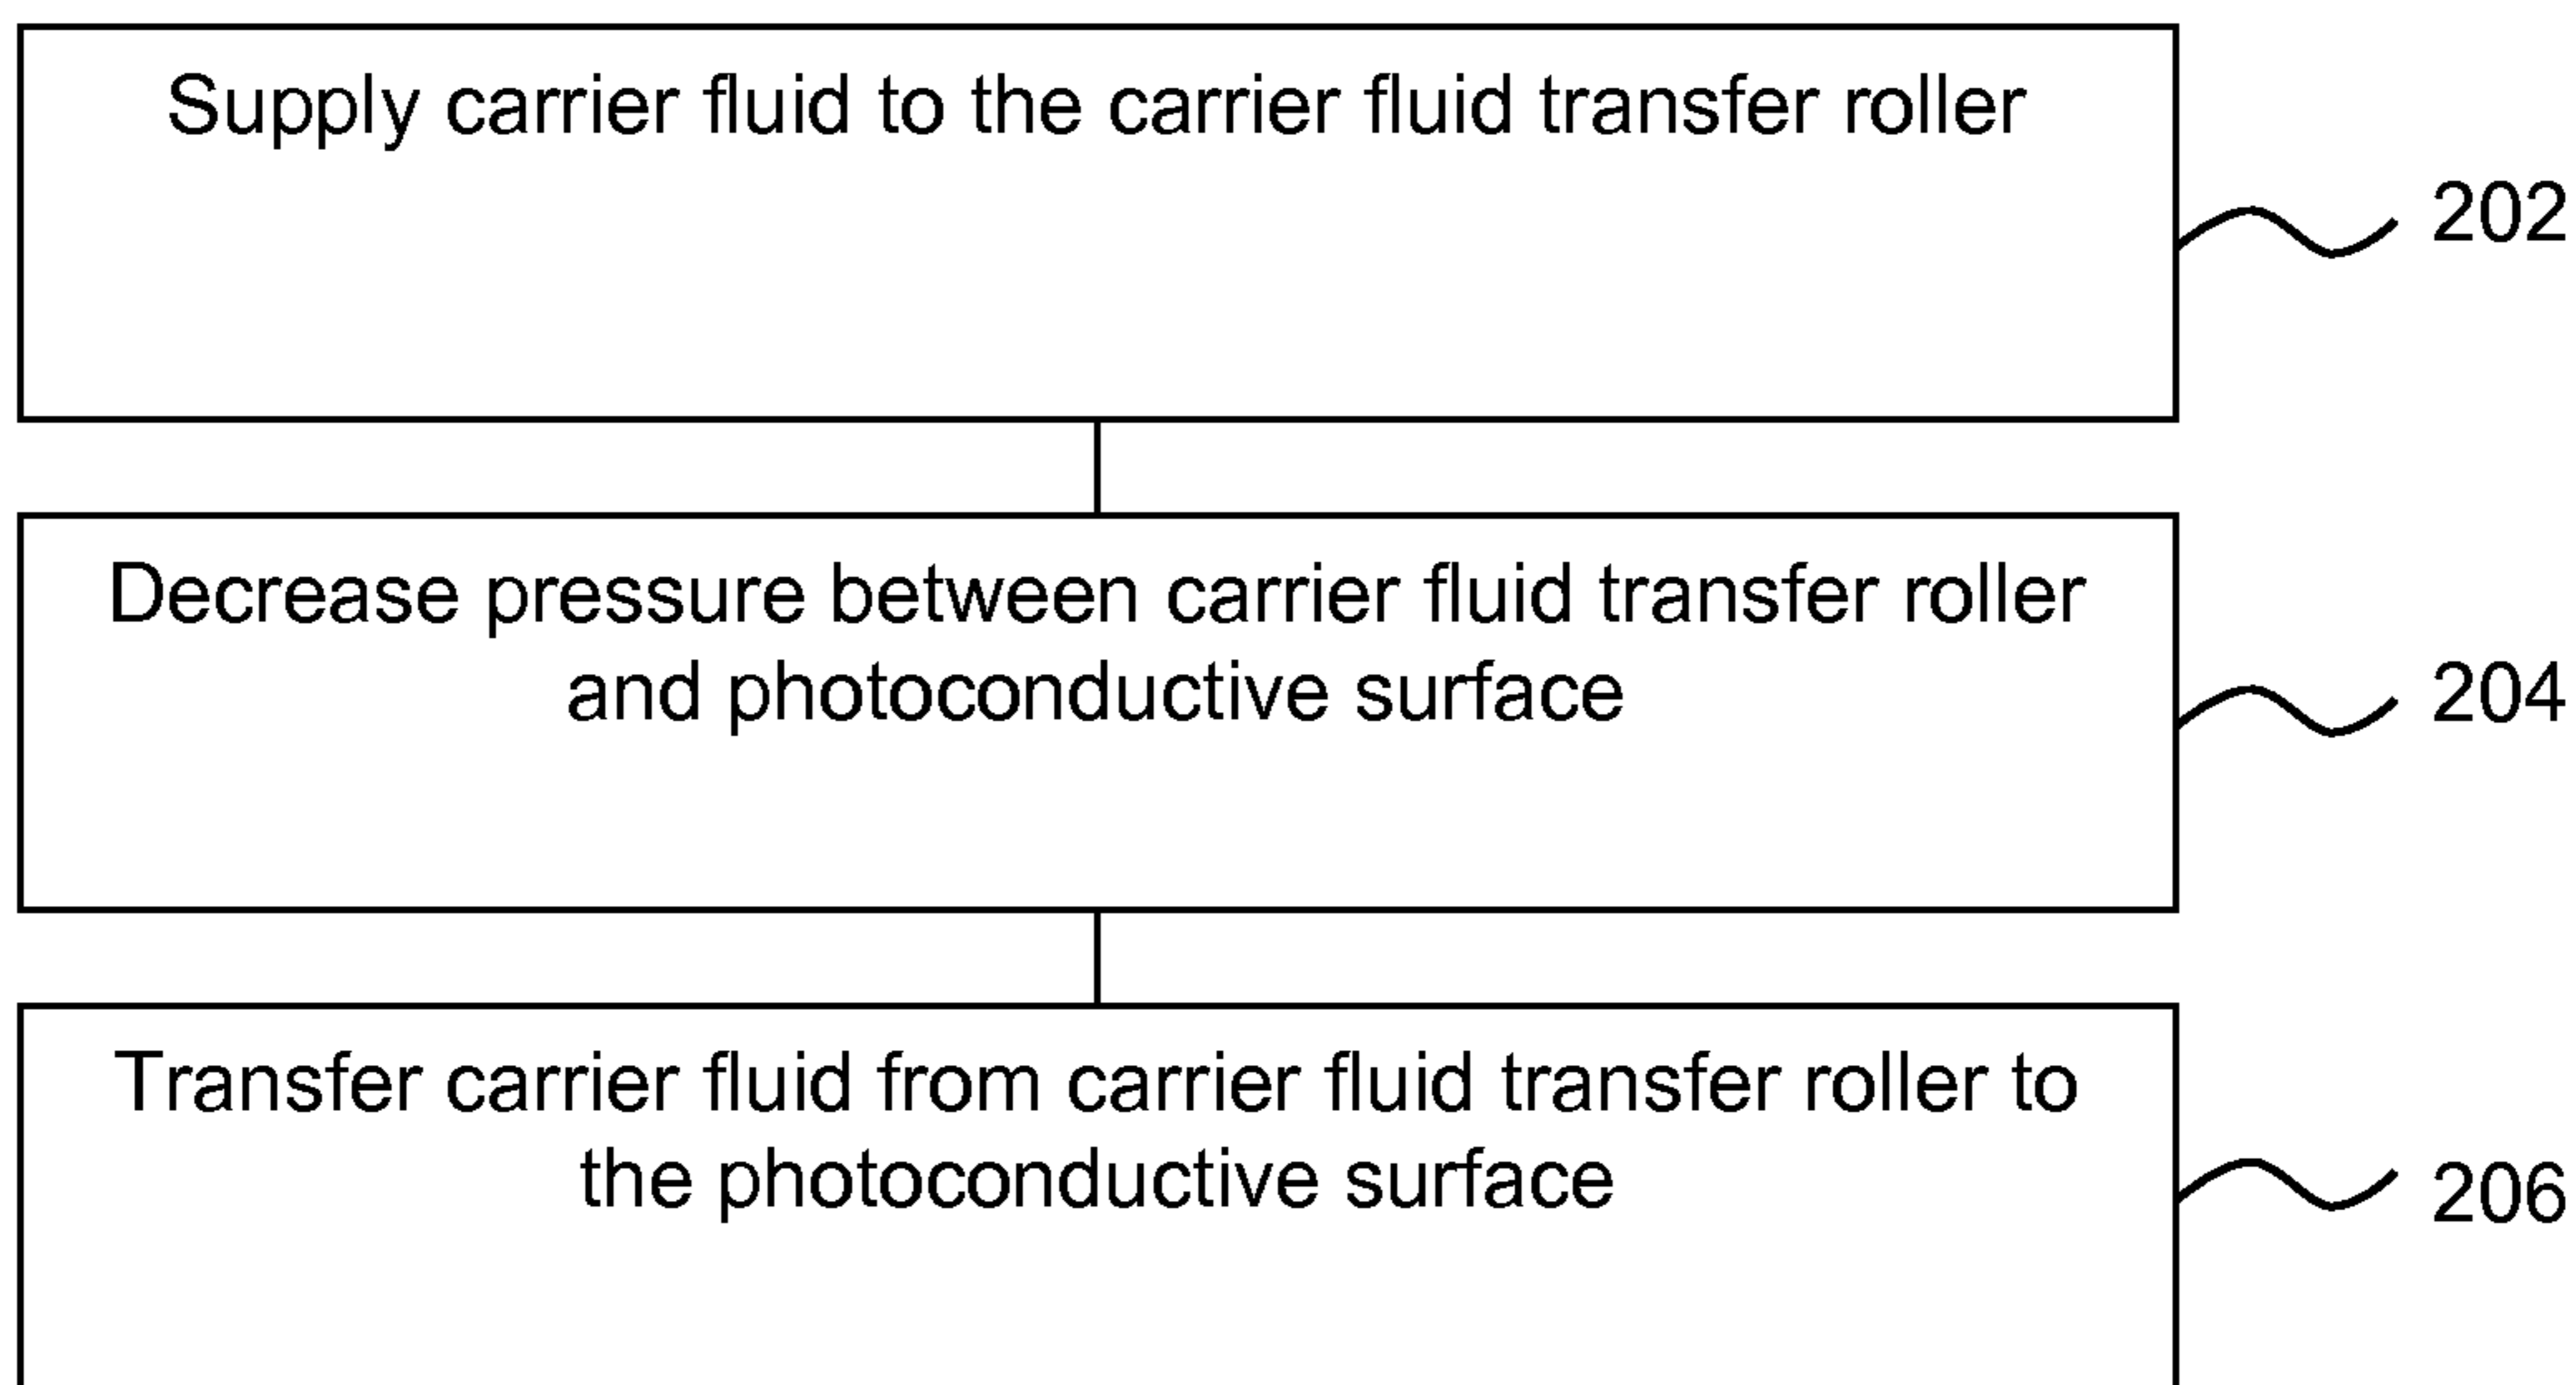 Supply carrier fluid to the carrier fluid transfer roller
202
Decrease pressure between carrier fluid transfer roller
and photoconductive surface
204
Transfer carrier fluid from carrier fluid transfer roller to
the photoconductive surface
206